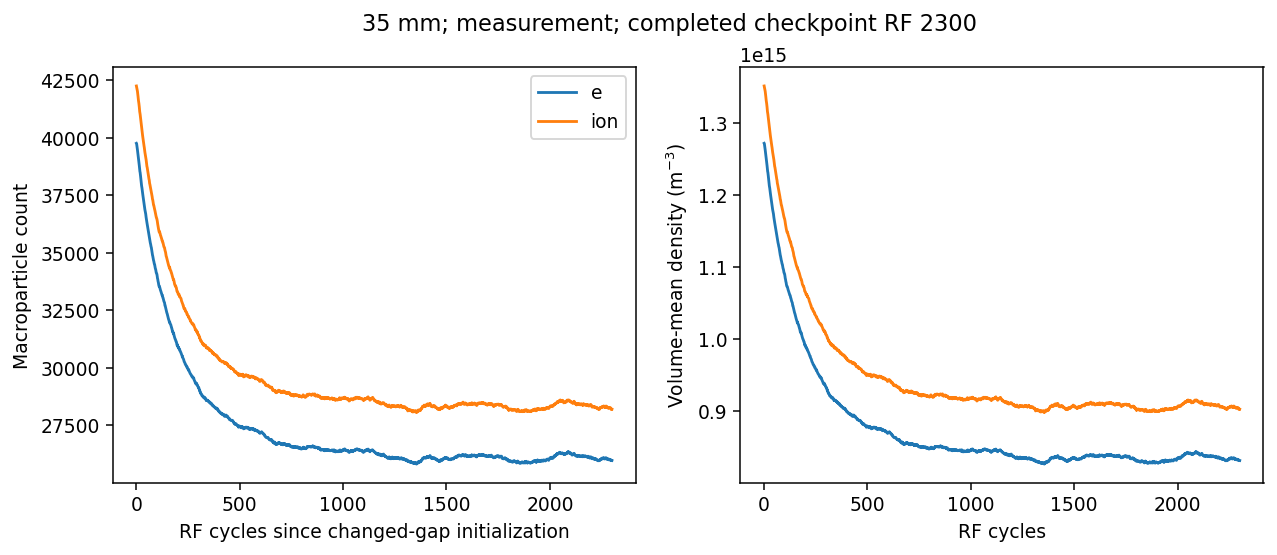 35 mm; measurement; completed checkpoint RF 2300
Macroparticle count
42500
40000
37500
35000
32500
30000
27500
0
500
1000
1500
2000
RF cycles since changed-gap initialization
e
ion
1e15
Volume-mean density (m⁻³)
1.3
1.2
1.1
1.0
0.9
0
500
1000
1500
2000
RF cycles